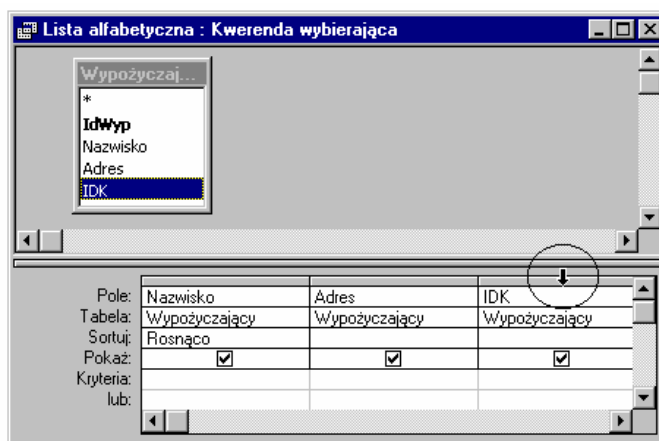 Lista alfabetyczna : Kwerenda wybierająca
Wypożyczaj...
*
IdWyp
Nazwisko
Adres
IDK
Pole: Nazwisko Adres IDK
Tabela: Wypożyczający Wypożyczający Wypożyczający
Sortuj: Rosnąco
Pokaż:
Kryteria:
lub: